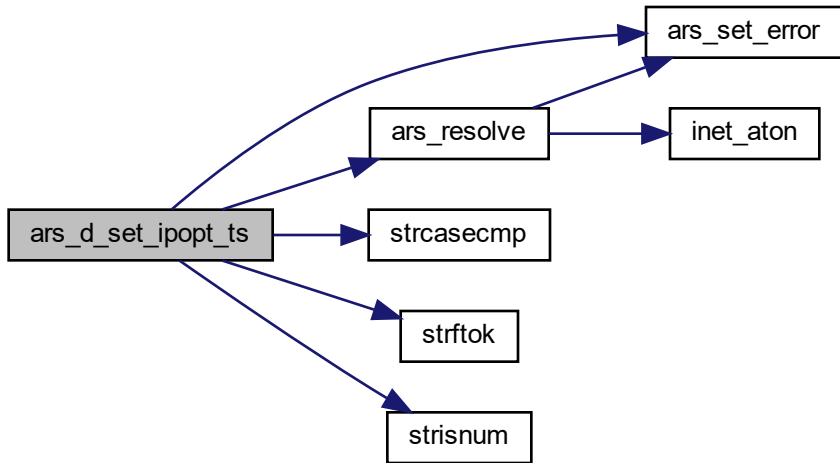 ars_set_error
ars_resolve
inet_aton
ars_d_set_ipopt_ts
strcasecmp
strftok
strisnum